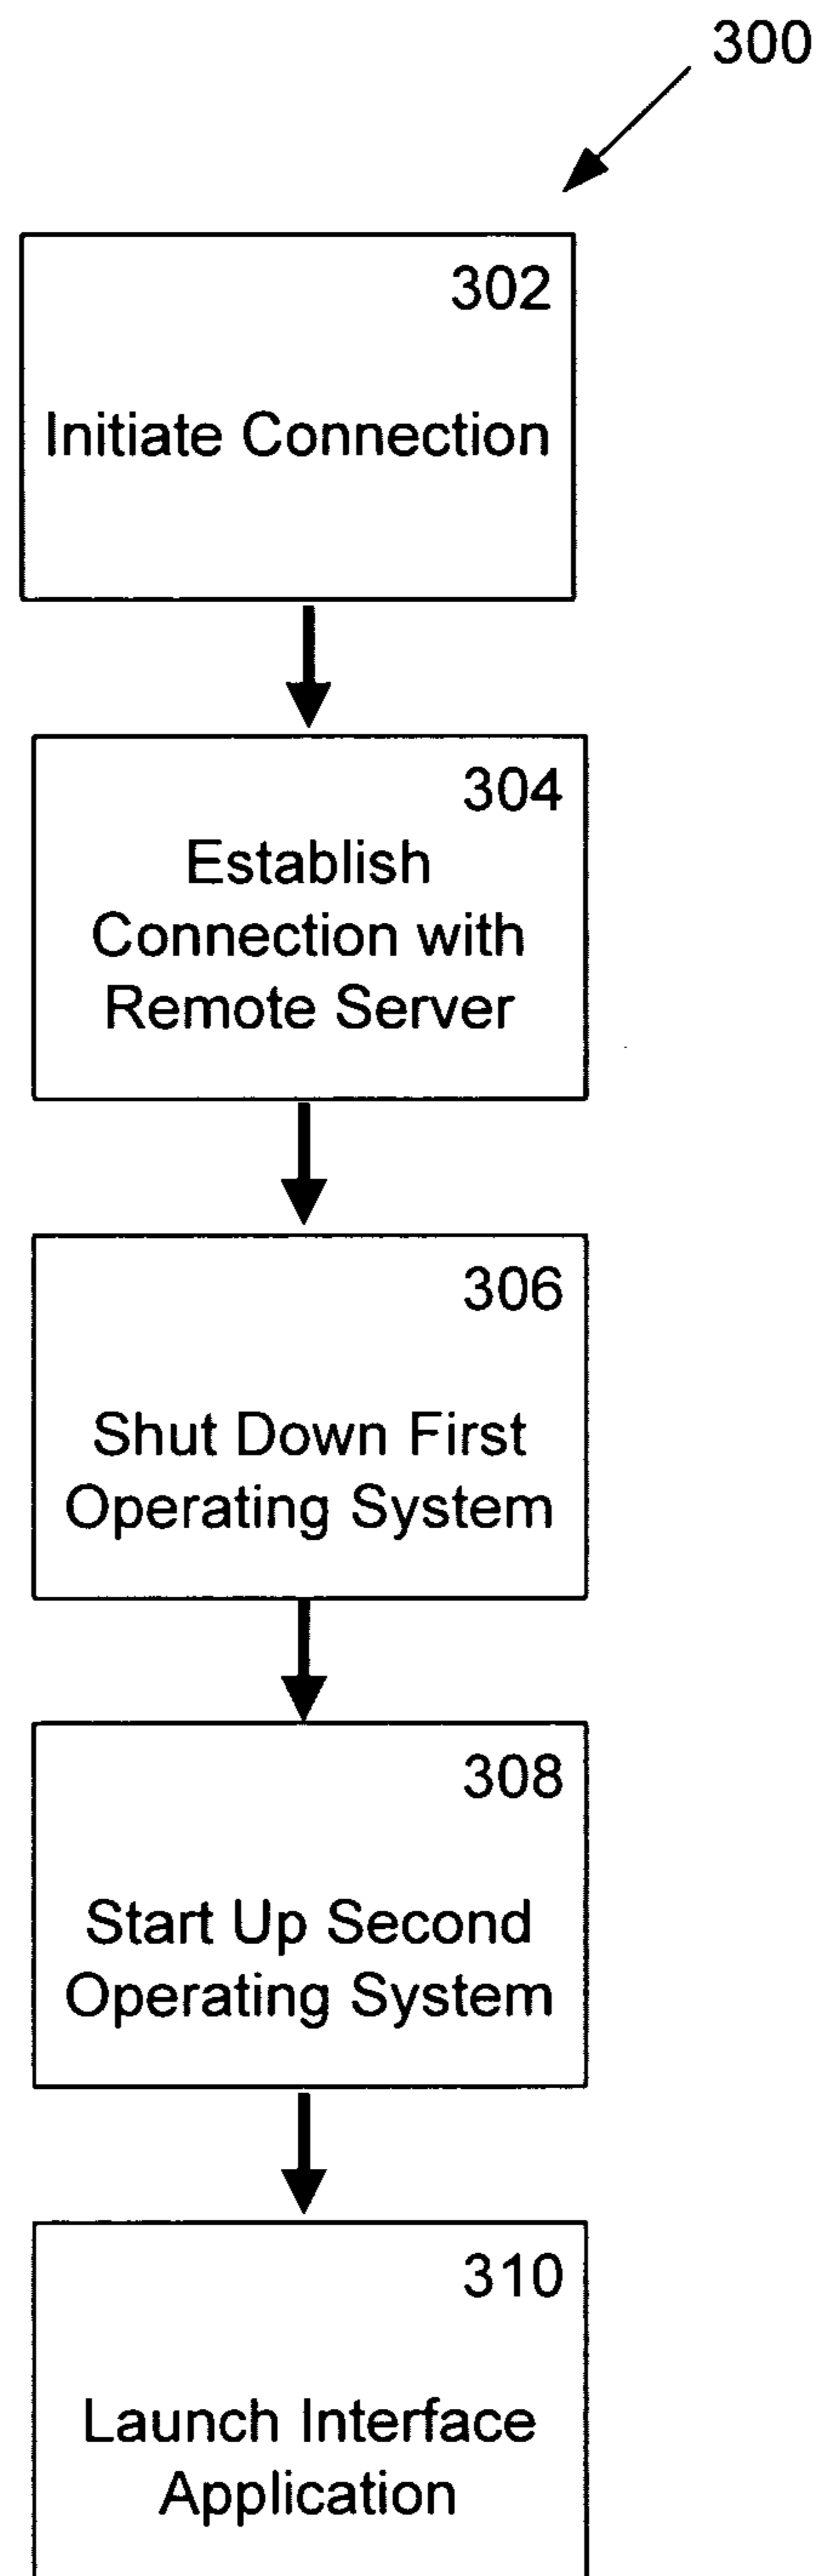 300
302
Initiate Connection
304
Establish
Connection with
Remote Server
306
Shut Down First
Operating System
308
Start Up Second
Operating System
310
Launch Interface
Application